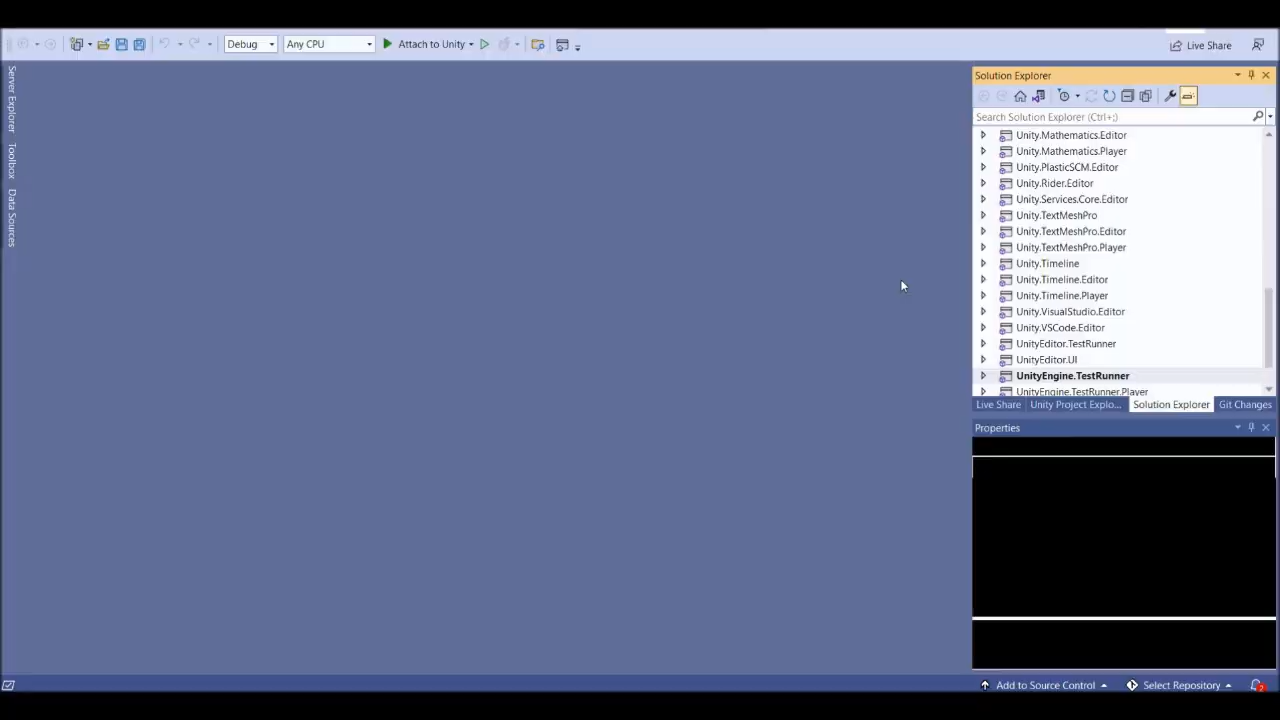 Debug
Any CPU
Attach to Unity
Live Share
Server Explorer
Toolbox
Data Sources
Solution Explorer
Search Solution Explorer (Ctrl+;)
Unity.Mathematics.Editor
Unity.Mathematics.Player
Unity.PlasticSCM.Editor
Unity.Rider.Editor
Unity.Services.Core.Editor
Unity.TextMeshPro
Unity.TextMeshPro.Editor
Unity.TextMeshPro.Player
Unity.Timeline
Unity.Timeline.Editor
Unity.Timeline.Player
Unity.VisualStudio.Editor
Unity.VSCode.Editor
UnityEditor.TestRunner
UnityEditor.UI
UnityEngine.TestRunner
UnityEngine.TestRunner.Player
Live Share Unity Project Explo... Solution Explorer Git Changes
Properties
Add to Source Control Select Repository 2